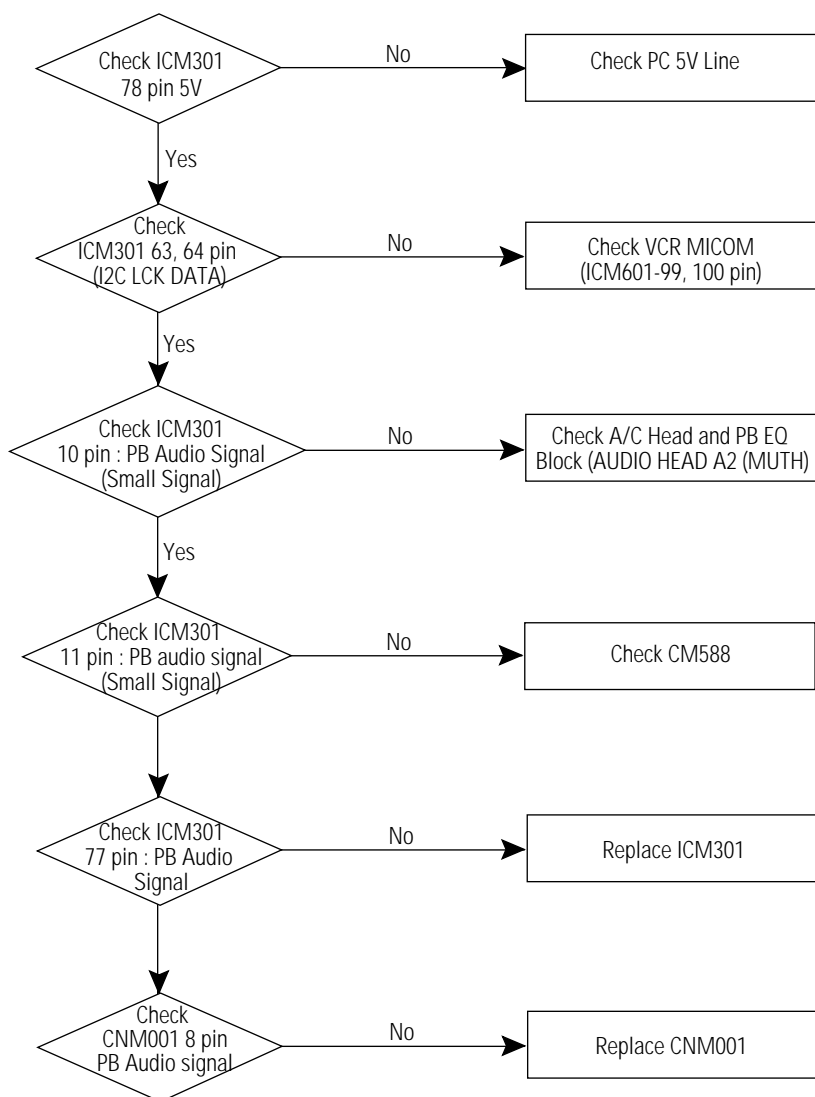 Check ICM301
78 pin 5V
No
Check PC 5V Line
Yes
Check
ICM301 63, 64 pin
(I2C LCK DATA)
No
Check VCR MICOM
(ICM601-99, 100 pin)
Yes
Check ICM301
10 pin : PB Audio Signal
(Small Signal)
No
Check A/C Head and PB EQ
Block (AUDIO HEAD A2 (MUTH)
Yes
Check ICM301
11 pin : PB audio signal
(Small Signal)
No
Check CM588
Check ICM301
77 pin : PB Audio
Signal
No
Replace ICM301
Check
CNM001 8 pin
PB Audio signal
No
Replace CNM001